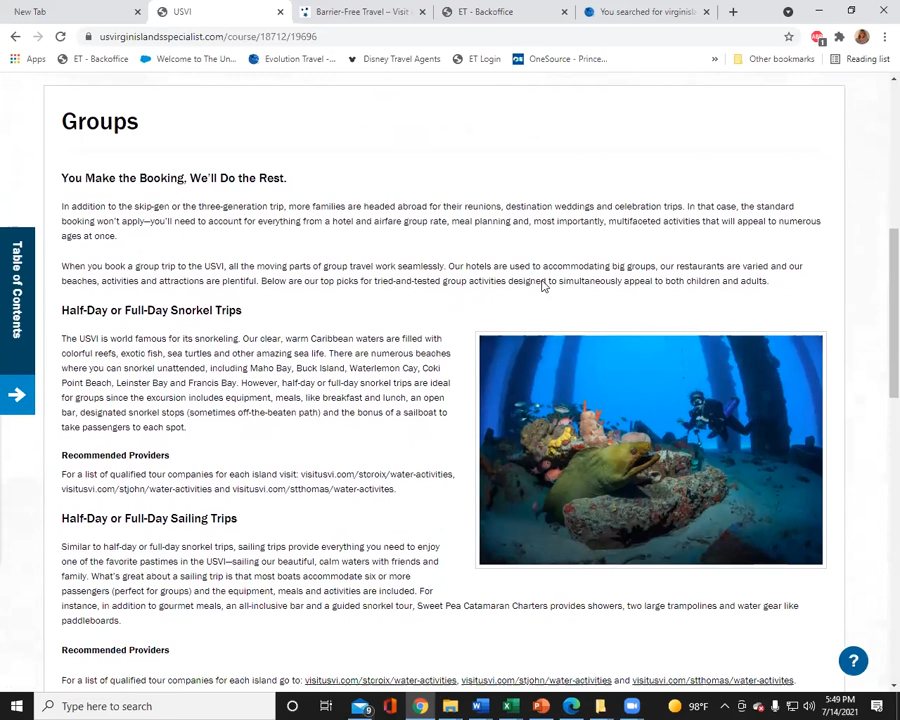 New Tab
USVI
Barrier-Free Travel – Visit
ET - Backoffice
You searched for virginisl
usvirginislandsspecialist.com/course/18712/19696
Apps
ET - Backoffice
Welcome to The Un...
Evolution Travel -...
Disney Travel Agents
ET Login
OneSource - Prince...
»
Other bookmarks
Reading list
Groups
You Make the Booking, We'll Do the Rest.
In addition to the skip-gen or the three-generation trip, more families are headed abroad for their reunions, destination weddings and celebration trips. In that case, the standard
booking won't apply—you'll need to account for everything from a hotel and airfare group rate, meal planning and, most importantly, multifaceted activities that will appeal to numerous
ages at once.
When you book a group trip to the USVI, all the moving parts of group travel work seamlessly. Our hotels are used to accommodating big groups, our restaurants are varied and our
beaches, activities and attractions are plentiful. Below are our top picks for tried-and-tested group activities designed to simultaneously appeal to both children and adults.
Table of Contents
Half-Day or Full-Day Snorkel Trips
The USVI is world famous for its snorkeling. Our clear, warm Caribbean waters are filled with
colorful reefs, exotic fish, sea turtles and other amazing sea life. There are numerous beaches
where you can snorkel unattended, including Maho Bay, Buck Island, Waterlemon Cay, Coki
Point Beach, Leinster Bay and Francis Bay. However, half-day or full-day snorkel trips are ideal
for groups since the excursion includes equipment, meals, like breakfast and lunch, an open
bar, designated snorkel stops (sometimes off-the-beaten path) and the bonus of a sailboat to
take passengers to each spot.
Recommended Providers
For a list of qualified tour companies for each island visit: visitusvi.com/stcroix/water-activities,
visitusvi.com/stjohn/water-activities and visitusvi.com/stthomas/water-activites.
Half-Day or Full-Day Sailing Trips
Similar to half-day or full-day snorkel trips, sailing trips provide everything you need to enjoy
one of the favorite pastimes in the USVI—sailing our beautiful, calm waters with friends and
family. What's great about a sailing trip is that most boats accommodate six or more
passengers (perfect for groups) and the equipment, meals and activities are included. For
instance, in addition to gourmet meals, an all-inclusive bar and a guided snorkel tour, Sweet Pea Catamaran Charters provides showers, two large trampolines and water gear like
paddleboards.
Recommended Providers
For a list of qualified tour companies for each island go to: visitusvi.com/stcroix/water-activities, visitusvi.com/stjohn/water-activities and visitusvi.com/stthomas/water-activites.
?
Type here to search
9
98°F
5:49 PM
7/14/2021